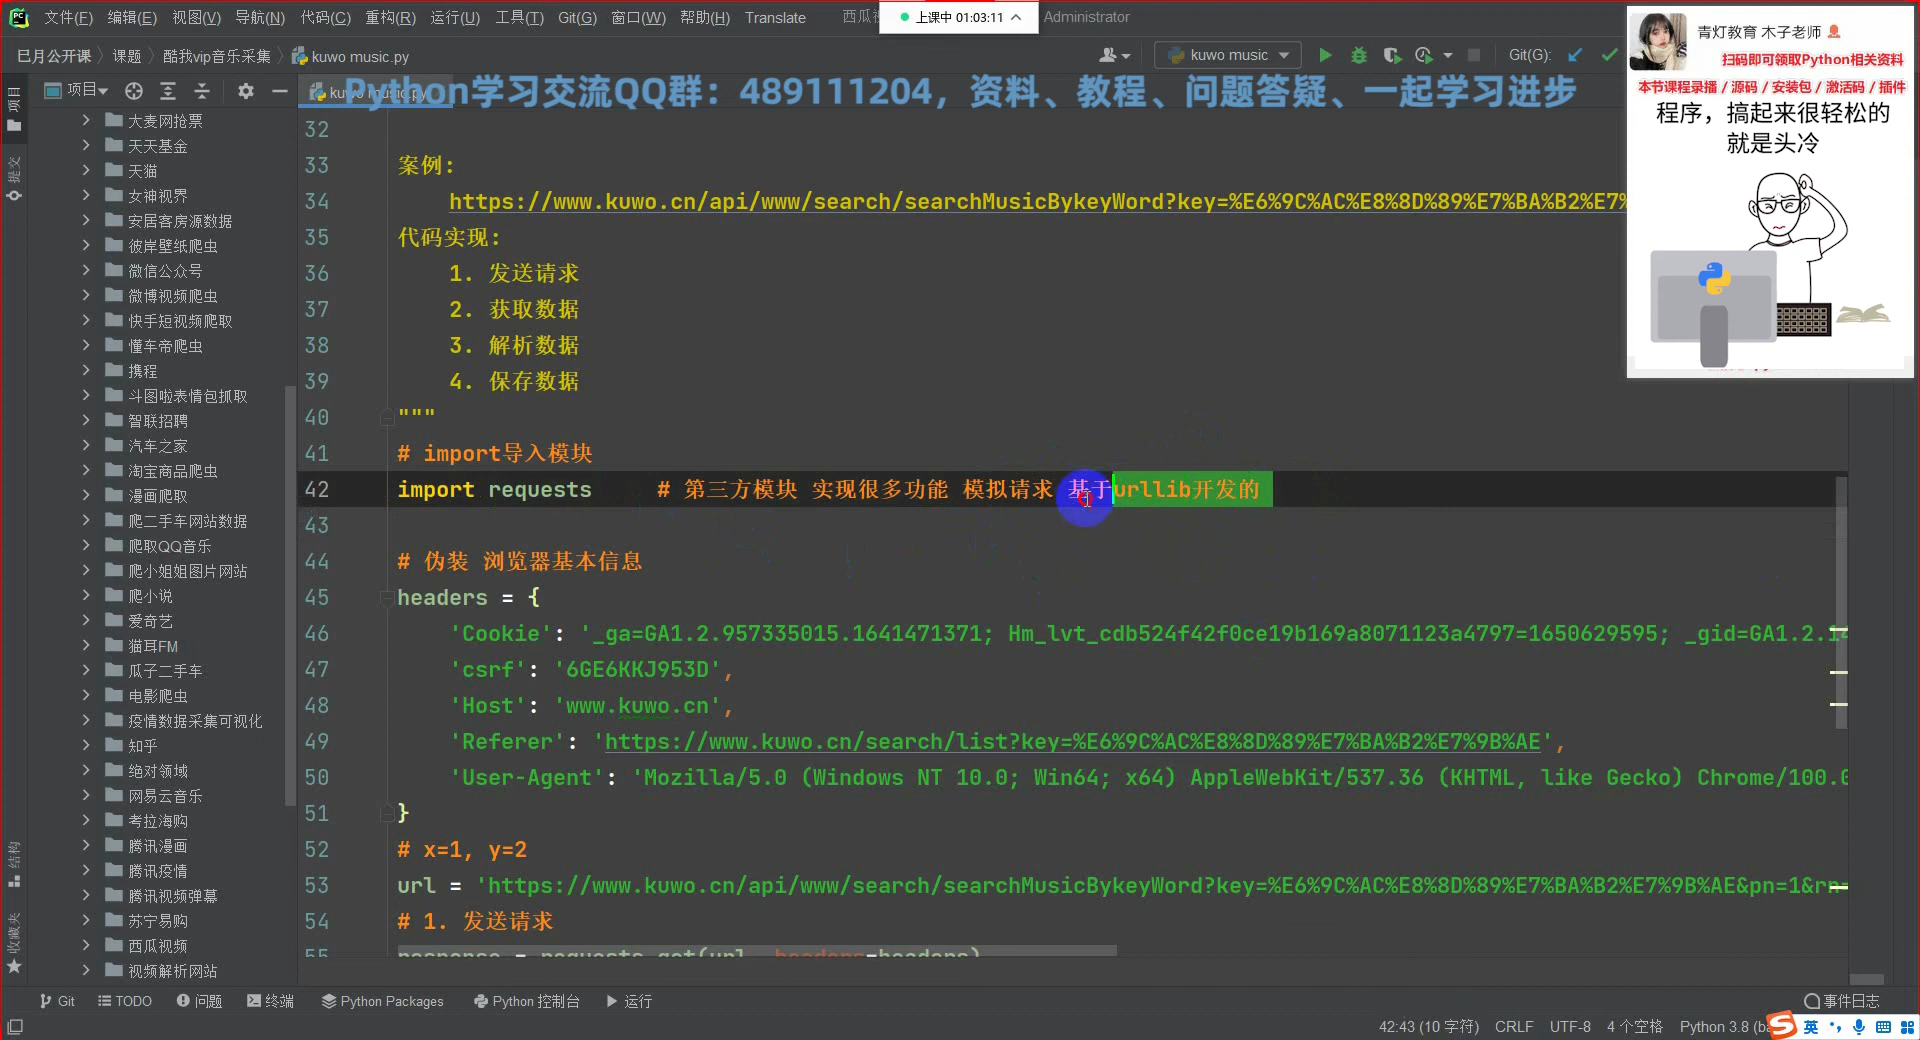 文件(F) 编辑(E) 视图(V) 导航(N) 代码(C) 重构(R) 运行(U) 工具(T) Git(G) 窗口(W) 帮助(H) Translate
上课中 01:03:11
Administrator
巳月公开课 课题 酷我vip音乐采集 kuwo music.py
kuwo music
Git(G):
青灯教育 木子老师
扫码即可领取Python相关资料
本节课程录播 / 源码 / 安装包 / 激活码 / 插件
程序，搞起来很轻松的
就是头冷
Python学习交流QQ群：489111204，资料、教程、问题答疑、一起学习进步
项目
项目
提交
结构
收藏夹
大麦网抢票
天天基金
天猫
女神视界
安居客房源数据
彼岸壁纸爬虫
微信公众号
微博视频爬虫
快手短视频爬取
懂车帝爬虫
携程
斗图啦表情包抓取
智联招聘
汽车之家
淘宝商品爬虫
漫画爬取
爬二手车网站数据
爬取QQ音乐
爬小姐姐图片网站
爬小说
爱奇艺
猫耳FM
瓜子二手车
电影爬虫
疫情数据采集可视化
知乎
绝对领域
网易云音乐
考拉海购
腾讯漫画
腾讯疫情
腾讯视频弹幕
苏宁易购
西瓜视频
视频解析网站
32
33 案例:
34 https://www.kuwo.cn/api/www/search/searchMusicBykeyWord?key=%E6%9C%AC%E8%8D%89%E7%BA%B2%E7%
35 代码实现:
36 1. 发送请求
37 2. 获取数据
38 3. 解析数据
39 4. 保存数据
40 """
41 # import导入模块
42 import requests # 第三方模块 实现很多功能 模拟请求 基于urllib开发的
43
44 # 伪装 浏览器基本信息
45 headers = {
46 'Cookie': '_ga=GA1.2.957335015.1641471371; Hm_lvt_cdb524f42f0ce19b169a8071123a4797=1650629595; _gid=GA1.2.14
47 'csrf': '6GE6KKJ953D',
48 'Host': 'www.kuwo.cn',
49 'Referer': 'https://www.kuwo.cn/search/list?key=%E6%9C%AC%E8%8D%89%E7%BA%B2%E7%9B%AE',
50 'User-Agent': 'Mozilla/5.0 (Windows NT 10.0; Win64; x64) AppleWebKit/537.36 (KHTML, like Gecko) Chrome/100.0
51 }
52 # x=1, y=2
53 url = 'https://www.kuwo.cn/api/www/search/searchMusicBykeyWord?key=%E6%9C%AC%E8%8D%89%E7%BA%B2%E7%9B%AE&pn=1&rn=
54 # 1. 发送请求
55 response = requests.get(url, headers=headers)
Git TODO 问题 终端 Python Packages Python 控制台 运行
事件日志
42:43 (10 字符) CRLF UTF-8 4 个空格 Python 3.8 (ba
英